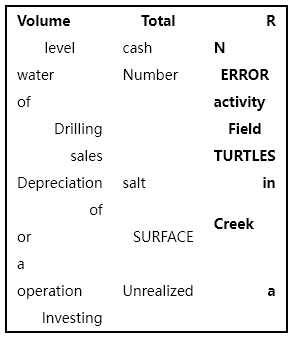 Volume Total R
level cash N
water Number ERROR
of activity
Drilling Field
sales TURTLES
Depreciation salt in
of
Creek
or SURFACE
a
operation Unrealized a
Investing